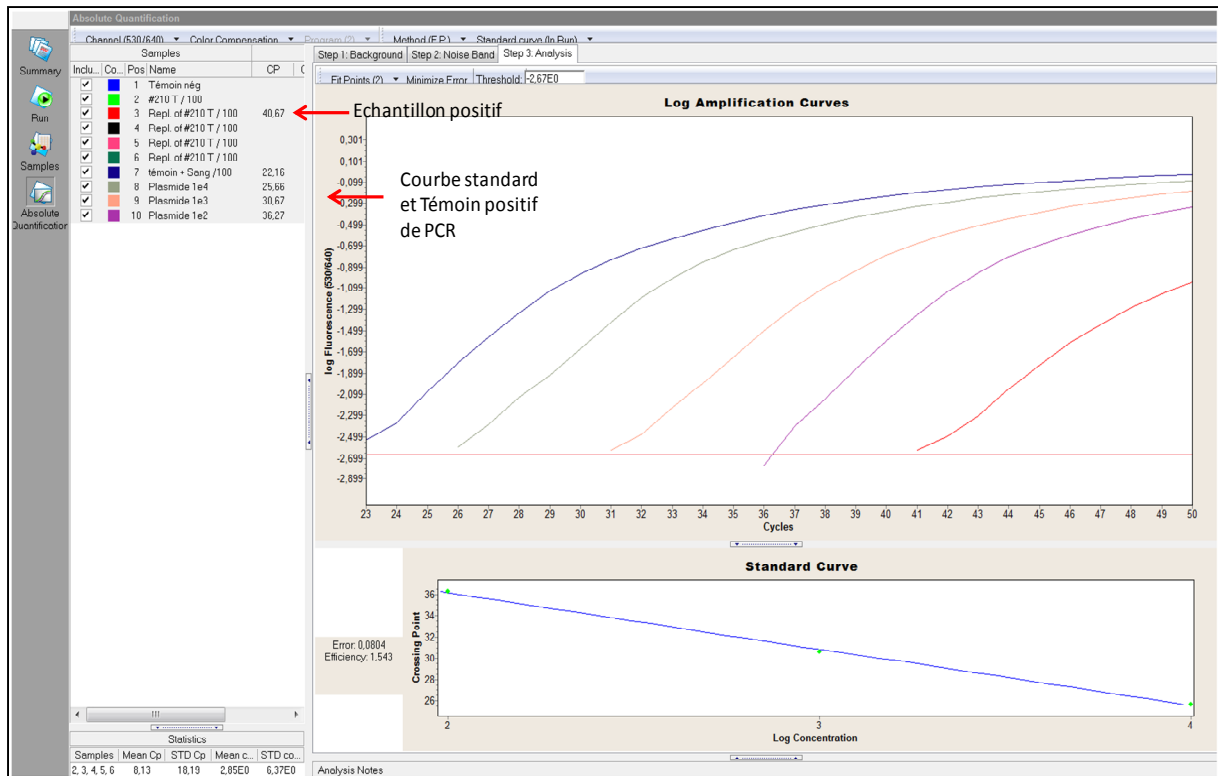 Absolute Quantification
Channel (530/640) Color Compensation Program (?) Method (F.P.) Standard curve (In Run)
Summary
Run
Samples
Absolute
Quantification
Samples
Inclu... Co... Pos Name CP
1 Témoin nég
2 #210 T / 100
3 Repl. of #210 T / 100 40,67
4 Repl. of #210 T / 100
5 Repl. of #210 T / 100
6 Repl. of #210 T / 100
7 témoin + Sang /100 22,16
8 Plasmide 1e4 25,66
9 Plasmide 1e3 30,67
10 Plasmide 1e2 36,27
Statistics
Samples Mean Cp STD Cp Mean c... STD co...
2, 3, 4, 5, 6 8,13 18,19 2,85E0 6,37E0
Step 1: Background Step 2: Noise Band Step 3: Analysis
Fit Points (2) Minimize Error Threshold: -2,67E0
Echantillon positif
Courbe standard
et Témoin positif
de PCR
Log Amplification Curves
log Fluorescence (530/640)
0,301
0,101
-0,099
-0,299
-0,499
-0,699
-0,899
-1,099
-1,299
-1,499
-1,699
-1,899
-2,099
-2,299
-2,499
-2,699
-2,899
23 24 25 26 27 28 29 30 31 32 33 34 35 36 37 38 39 40 41 42 43 44 45 46 47 48 49 50
Cycles
Standard Curve
Error: 0,0804
Efficiency: 1.543
Crossing Point
36
34
32
30
28
26
2 3 4
Log Concentration
Analysis Notes